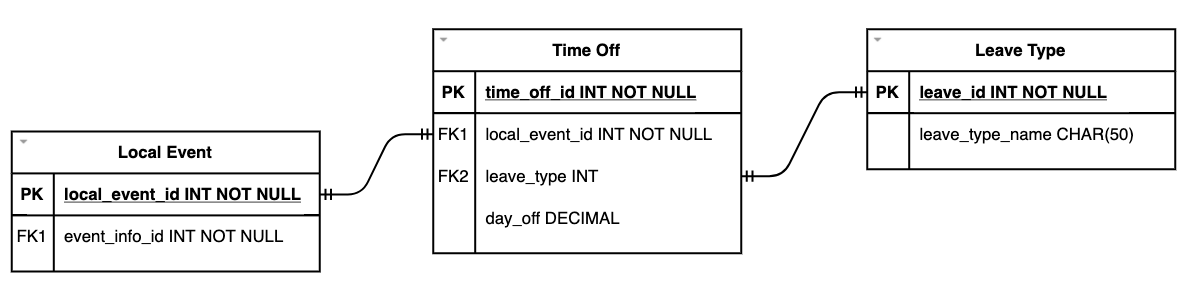 Local Event
PK local_event_id INT NOT NULL
FK1 event_info_id INT NOT NULL
Time Off
PK time_off_id INT NOT NULL
FK1 local_event_id INT NOT NULL
FK2 leave_type INT
day_off DECIMAL
Leave Type
PK leave_id INT NOT NULL
leave_type_name CHAR(50)